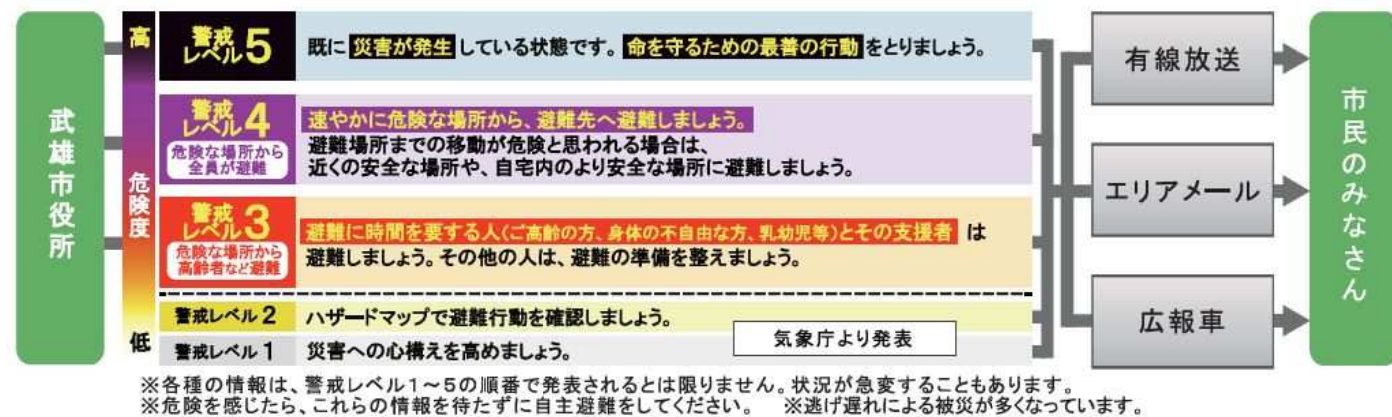 武雄市役所
高
危険度
低
警戒
レベル5
既に 災害が発生 している状態です。 命を守るための最善の行動 をとりましょう。
警戒
レベル4
危険な場所から
全員が避難
速やかに危険な場所から、避難先へ避難しましょう。
避難場所までの移動が危険と思われる場合は、
近くの安全な場所や、自宅内のより安全な場所に避難しましょう。
警戒
レベル3
危険な場所から
高齢者など避難
避難に時間を要する人(ご高齢の方、身体の不自由な方、乳幼児等)とその支援者 は
避難しましょう。その他の人は、避難の準備を整えましょう。
警戒レベル 2
ハザードマップで避難行動を確認しましょう。
警戒レベル 1
災害への心構えを高めましょう。
気象庁より発表
有線放送
エリアメール
広報車
市民のみなさん
※各種の情報は、警戒レベル1〜5の順番で発表されるとは限りません。状況が急変することもあります。
※危険を感じたら、これらの情報を待たずに自主避難をしてください。 ※逃げ遅れによる被災が多くなっています。